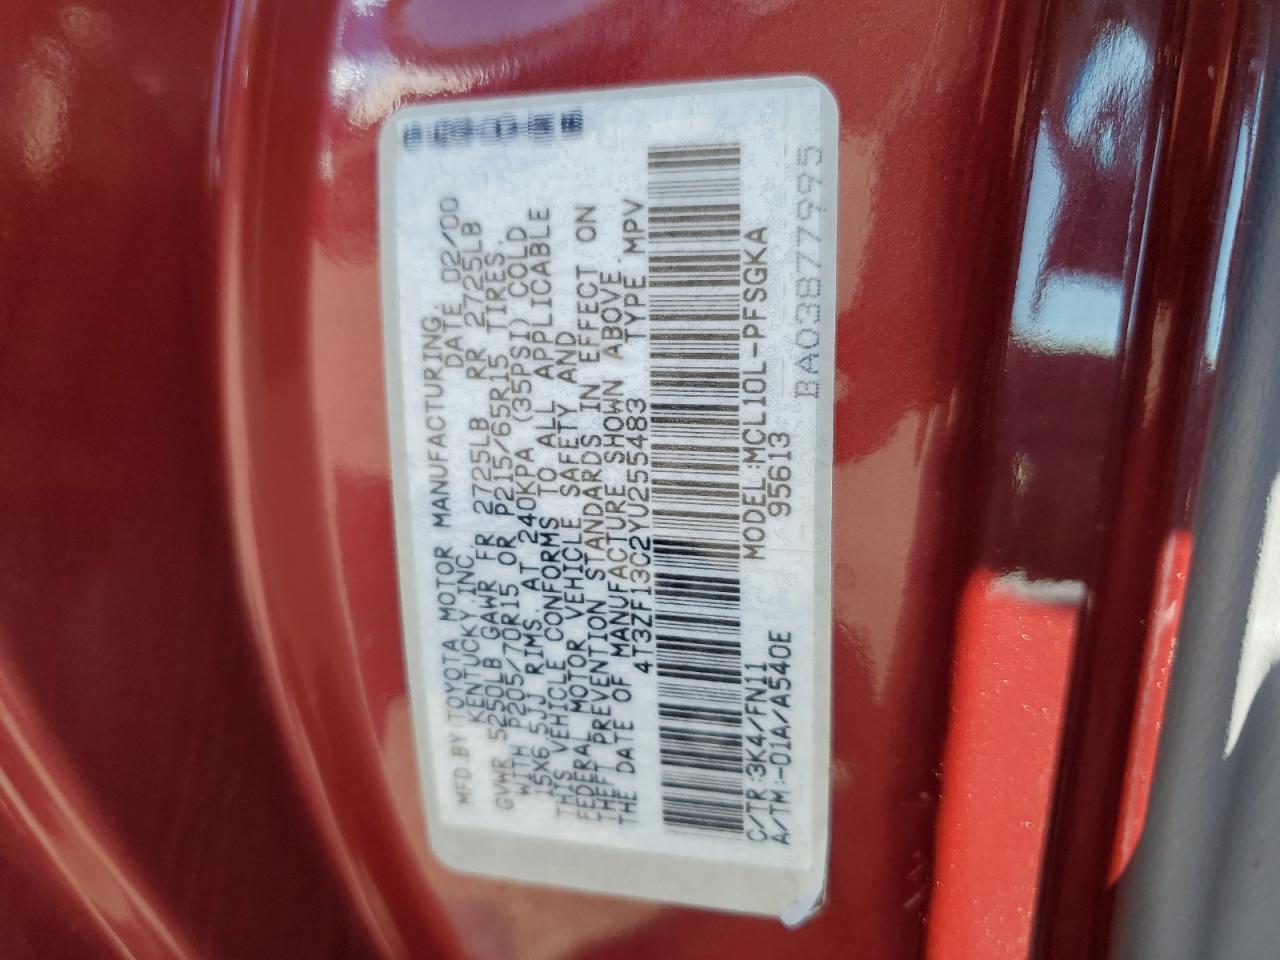 MFD.BY:TOYOTA MOTOR MANUFACTURING,
KENTUCKY,INC. DATE 02/00
GVWR 5250LB GAWR FR 2725LB RR 2725LB
WITH P205/70R15 OR P215/65R15 TIRES,
15X6.5JJ RIMS AT 240KPA (35PSI) COLD
THIS VEHICLE CONFORMS TO ALL APPLICABLE
FEDERAL MOTOR VEHICLE SAFETY AND
THEFT PREVENTION STANDARDS IN EFFECT ON
THE DATE OF MANUFACTURE SHOWN ABOVE
4T3ZF13C2YU255483 TYPE MPV
MODEL:MCL10L-PFSGKA
C/TR:3K4/FN11 95613
A/TM:-01A/A540E
BA03877995